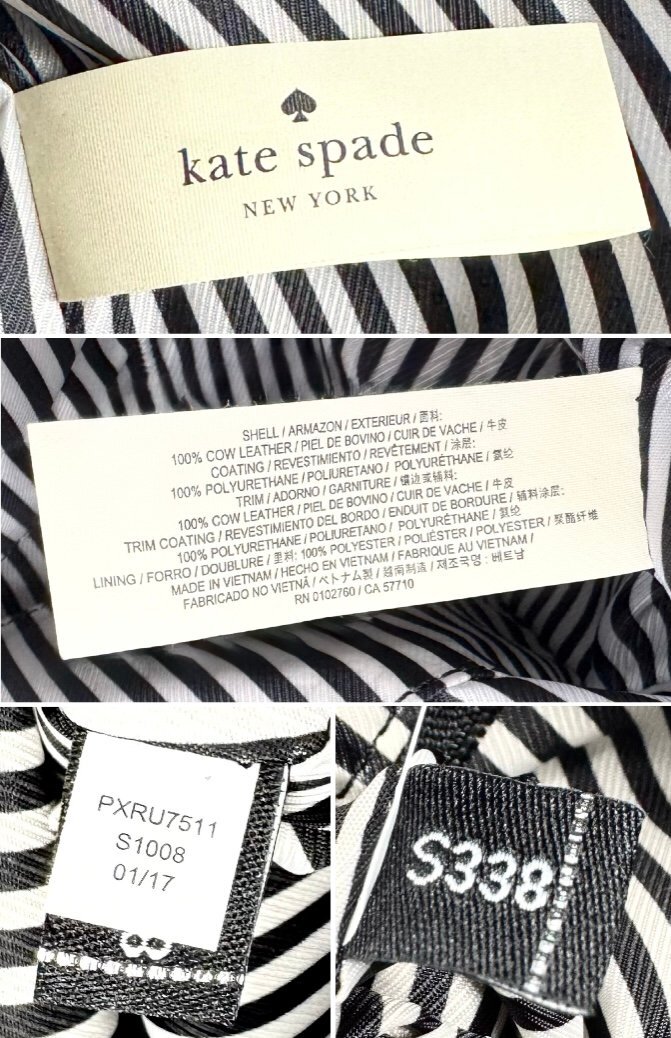 kate spade
NEW YORK
SHELL / ARMAZON / EXTERIEUR / 面料:
100% COW LEATHER / PIEL DE BOVINO / CUIR DE VACHE / 牛皮
COATING / REVESTIMIENTO / REVÊTEMENT / 涂层:
100% POLYURETHANE / POLIURETANO / POLYURÉTHANE / 氨纶
TRIM / ADORNO / GARNITURE / 镶边或辅料:
100% COW LEATHER / PIEL DE BOVINO / CUIR DE VACHE / 牛皮
TRIM COATING / REVESTIMIENTO DEL BORDO / ENDUIT DE BORDURE / 辅料涂层:
100% POLYURETHANE / POLIURETANO / POLYURÉTHANE / 氨纶
LINING / FORRO / DOUBLURE / 里料: 100% POLYESTER / POLIÉSTER / POLYESTER / 聚酯纤维
MADE IN VIETNAM / HECHO EN VIETNAM / FABRIQUE AU VIETNAM /
FABRICADO NO VIETNÃ / ベトナム製 / 越南制造 / 제조국명 : 베트남
RN 0102760 / CA 57710
PXRU7511
S1008
01/17
S338